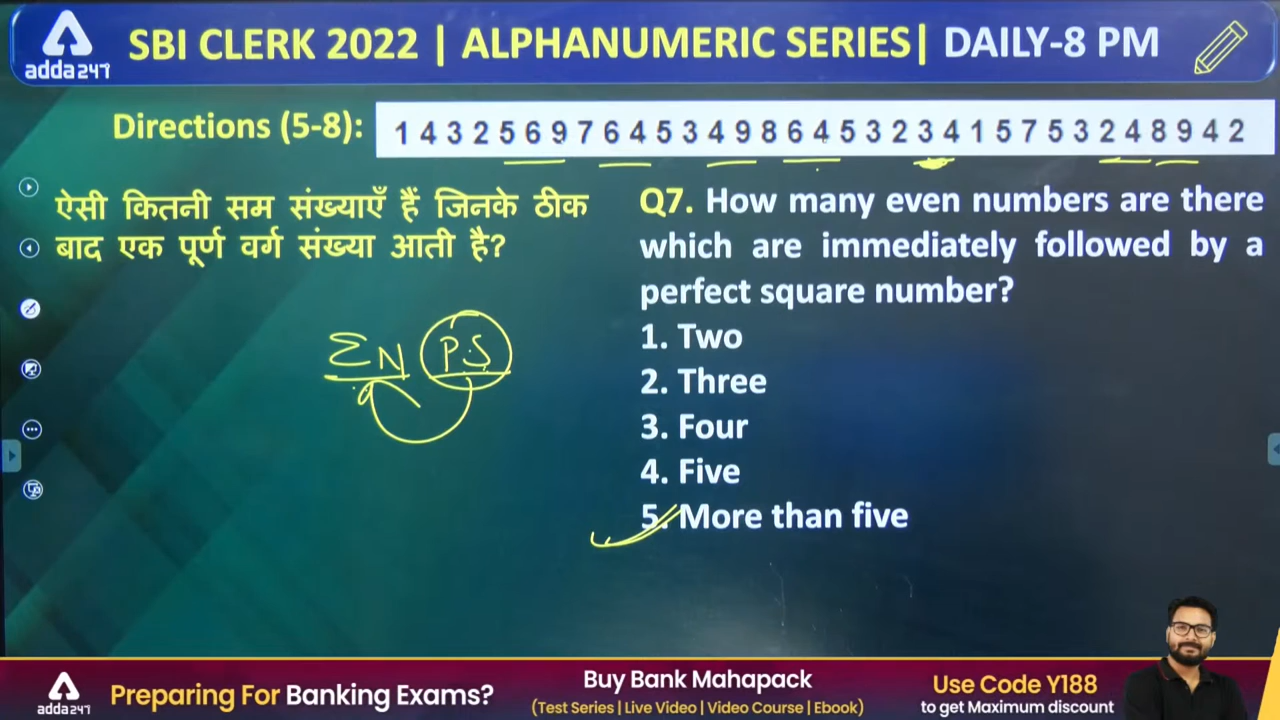 adda247
SBI CLERK 2022 | ALPHANUMERIC SERIES| DAILY-8 PM
Directions (5-8):
1 4 3 2 5 6 9 7 6 4 5 3 4 9 8 6 4 5 3 2 3 4 1 5 7 5 3 2 4 8 9 4 2
ऐसी कितनी सम संख्याएँ हैं जिनके ठीक
बाद एक पूर्ण वर्ग संख्या आती है?
Q7. How many even numbers are there
which are immediately followed by a
perfect square number?
1. Two
2. Three
3. Four
4. Five
5. More than five
EN P.S
adda247
Preparing For Banking Exams?
Buy Bank Mahapack
(Test Series | Live Video | Video Course | Ebook)
Use Code Y188
to get Maximum discount